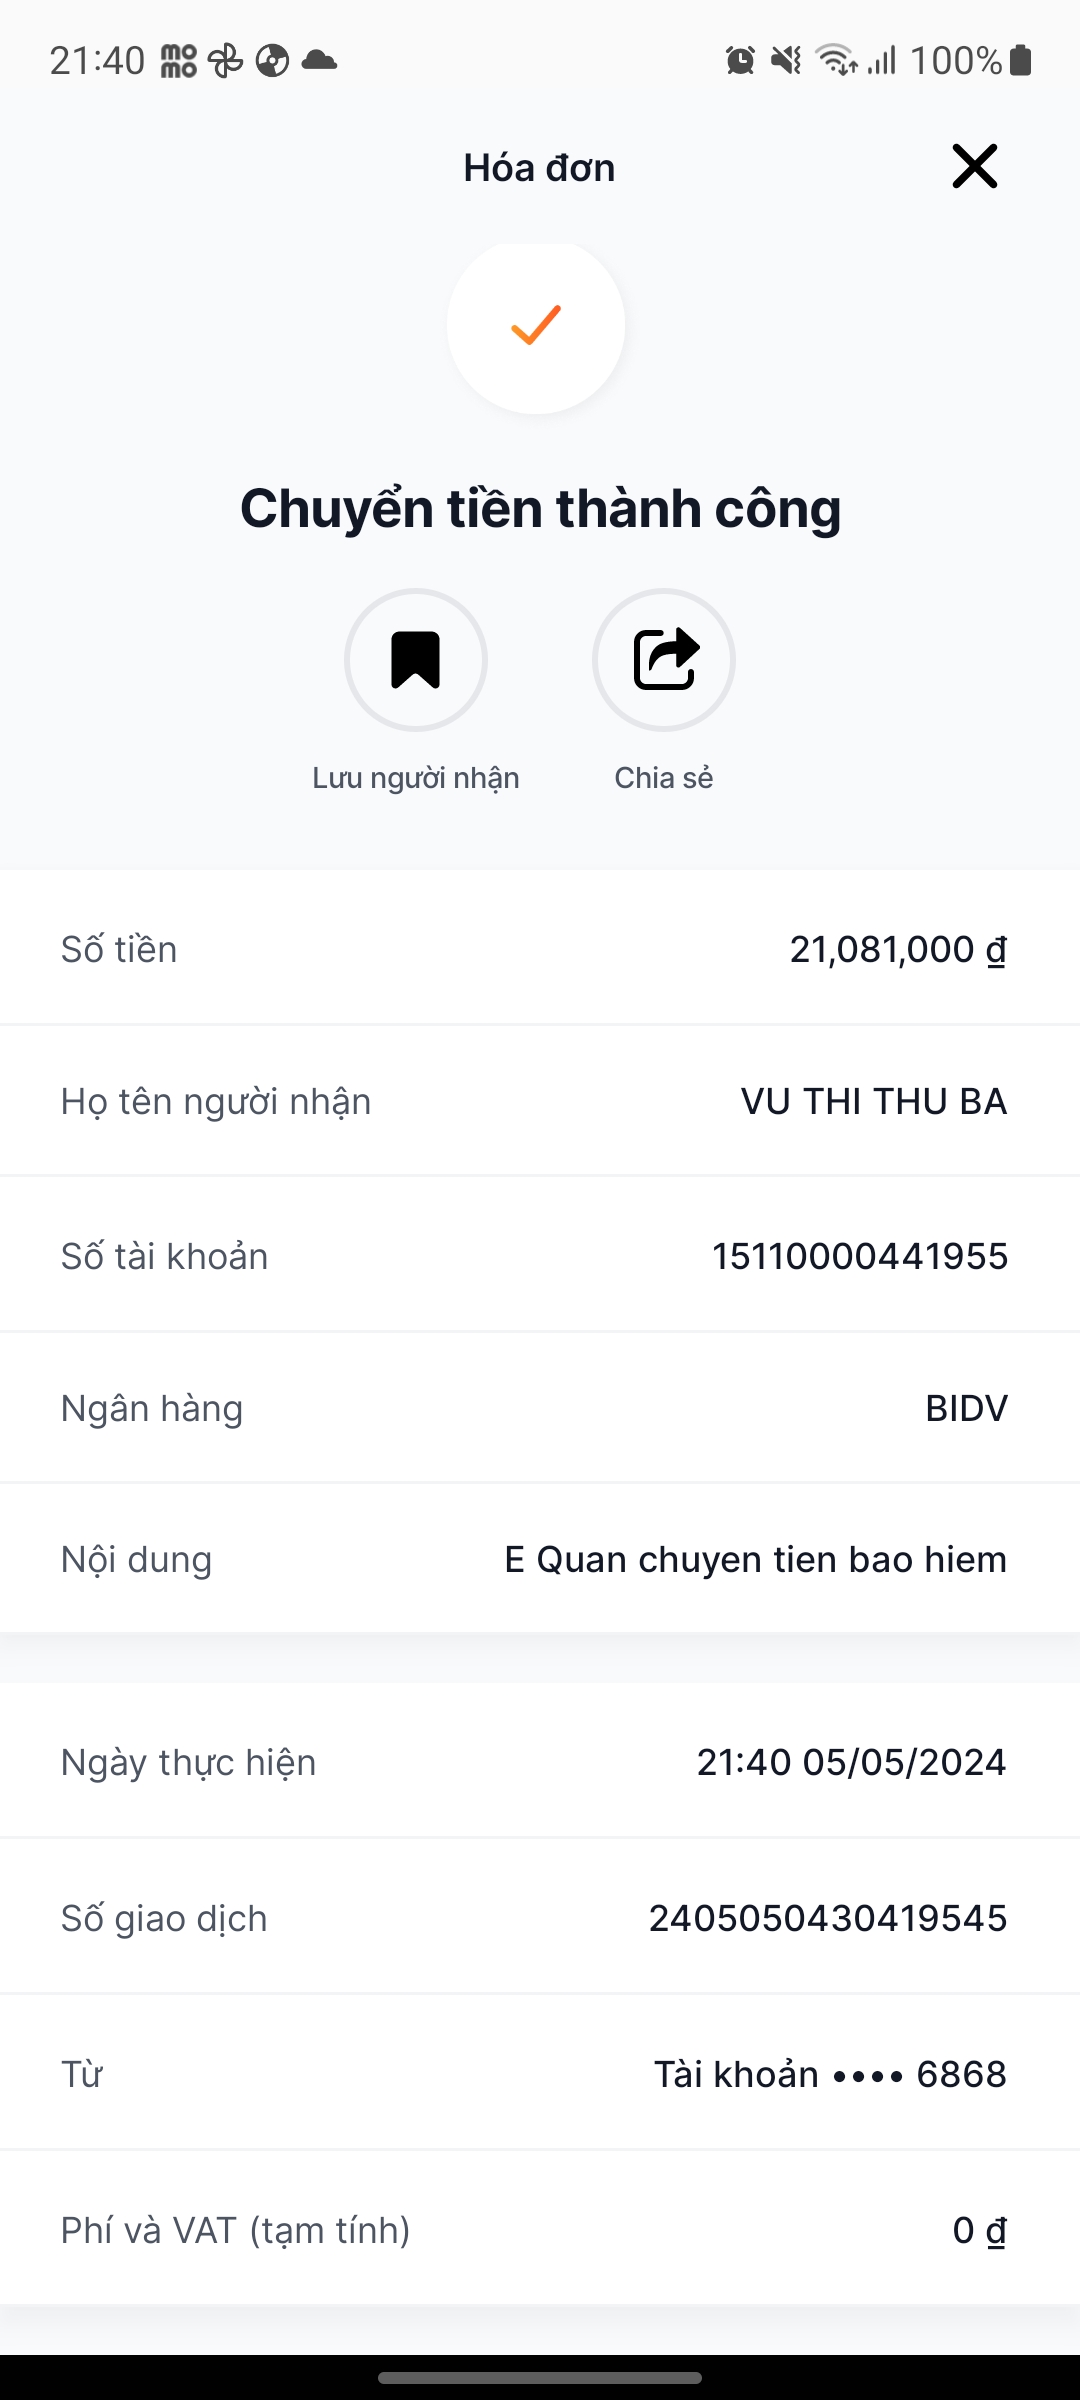 21:40 mo mo 100%
Hóa đơn
Chuyển tiền thành công
Lưu người nhận Chia sẻ
Số tiền 21,081,000 ₫
Họ tên người nhận VU THI THU BA
Số tài khoản 15110000441955
Ngân hàng BIDV
Nội dung E Quan chuyen tien bao hiem
Ngày thực hiện 21:40 05/05/2024
Số giao dịch 2405050430419545
Từ Tài khoản •••• 6868
Phí và VAT (tạm tính) 0 ₫